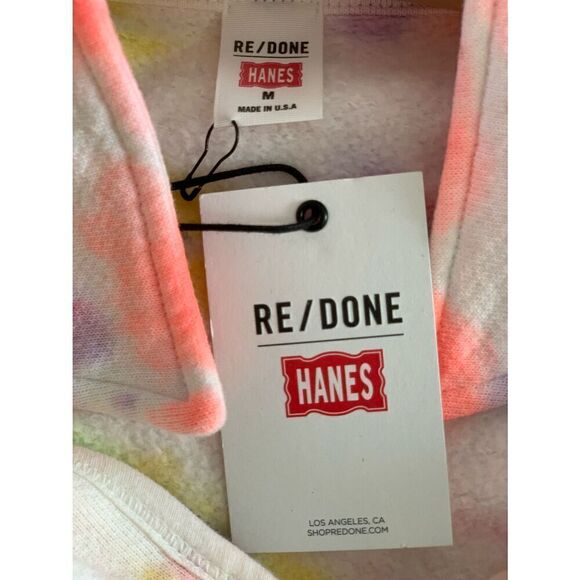 RE/DONE
HANES
M
MADE IN U.S.A
RE/DONE
HANES
LOS ANGELES, CA
SHOPREDONE.COM